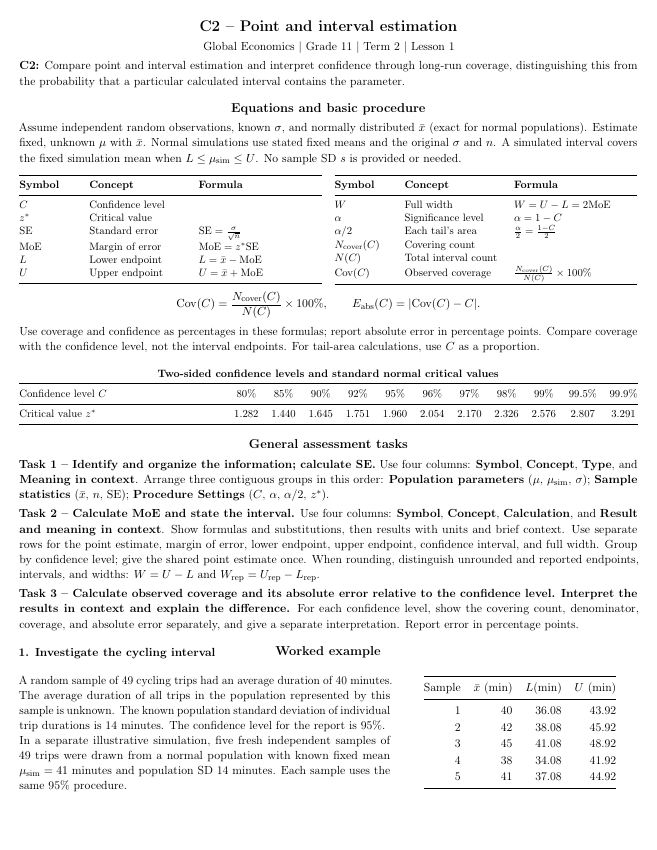 C2 – Point and interval estimation
Global Economics | Grade 11 | Term 2 | Lesson 1
C2: Compare point and interval estimation and interpret confidence through long-run coverage, distinguishing this from
the probability that a particular calculated interval contains the parameter.
Equations and basic procedure
Assume independent random observations, known σ, and normally distributed x̄ (exact for normal populations). Estimate
fixed, unknown μ with x̄. Normal simulations use stated fixed means and the original σ and n. A simulated interval covers
the fixed simulation mean when L ≤ μ_sim ≤ U. No sample SD s is provided or needed.
Symbol Concept Formula
C Confidence level
z* Critical value
SE Standard error SE = σ/√n
MoE Margin of error MoE = z*SE
L Lower endpoint L = x̄ − MoE
U Upper endpoint U = x̄ + MoE
Symbol Concept Formula
W Full width W = U − L = 2MoE
α Significance level α = 1 − C
α/2 Each tail's area α/2 = (1−C)/2
N_cover(C) Covering count
N(C) Total interval count
Cov(C) Observed coverage N_cover(C)/N(C) × 100%
Cov(C) = N_cover(C)/N(C) × 100%, E_abs(C) = |Cov(C) − C|.
Use coverage and confidence as percentages in these formulas; report absolute error in percentage points. Compare coverage
with the confidence level, not the interval endpoints. For tail-area calculations, use C as a proportion.
Two-sided confidence levels and standard normal critical values
Confidence level C 80% 85% 90% 92% 95% 96% 97% 98% 99% 99.5% 99.9%
Critical value z* 1.282 1.440 1.645 1.751 1.960 2.054 2.170 2.326 2.576 2.807 3.291
General assessment tasks
Task 1 – Identify and organize the information; calculate SE. Use four columns: Symbol, Concept, Type, and
Meaning in context. Arrange three contiguous groups in this order: Population parameters (μ, μ_sim, σ); Sample
statistics (x̄, n, SE); Procedure Settings (C, α, α/2, z*).
Task 2 – Calculate MoE and state the interval. Use four columns: Symbol, Concept, Calculation, and Result
and meaning in context. Show formulas and substitutions, then results with units and brief context. Use separate
rows for the point estimate, margin of error, lower endpoint, upper endpoint, confidence interval, and full width. Group
by confidence level; give the shared point estimate once. When rounding, distinguish unrounded and reported endpoints,
intervals, and widths: W = U − L and W_rep = U_rep − L_rep.
Task 3 – Calculate observed coverage and its absolute error relative to the confidence level. Interpret the
results in context and explain the difference. For each confidence level, show the covering count, denominator,
coverage, and absolute error separately, and give a separate interpretation. Report error in percentage points.
Worked example
1. Investigate the cycling interval
A random sample of 49 cycling trips had an average duration of 40 minutes.
The average duration of all trips in the population represented by this
sample is unknown. The known population standard deviation of individual
trip durations is 14 minutes. The confidence level for the report is 95%.
In a separate illustrative simulation, five fresh independent samples of
49 trips were drawn from a normal population with known fixed mean
μ_sim = 41 minutes and population SD 14 minutes. Each sample uses the
same 95% procedure.
Sample x̄ (min) L(min) U (min)
1 40 36.08 43.92
2 42 38.08 45.92
3 45 41.08 48.92
4 38 34.08 41.92
5 41 37.08 44.92